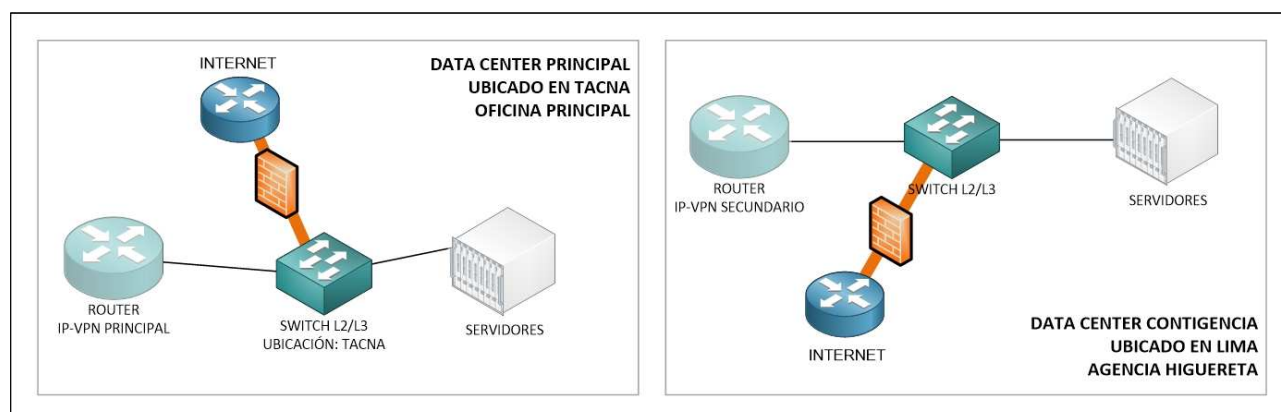 INTERNET
DATA CENTER PRINCIPAL
UBICADO EN TACNA
OFICINA PRINCIPAL
ROUTER
IP-VPN PRINCIPAL
SWITCH L2/L3
UBICACIÓN: TACNA
SERVIDORES
ROUTER
IP-VPN SECUNDARIO
SWITCH L2/L3
SERVIDORES
INTERNET
DATA CENTER CONTIGENCIA
UBICADO EN LIMA
AGENCIA HIGUERETA